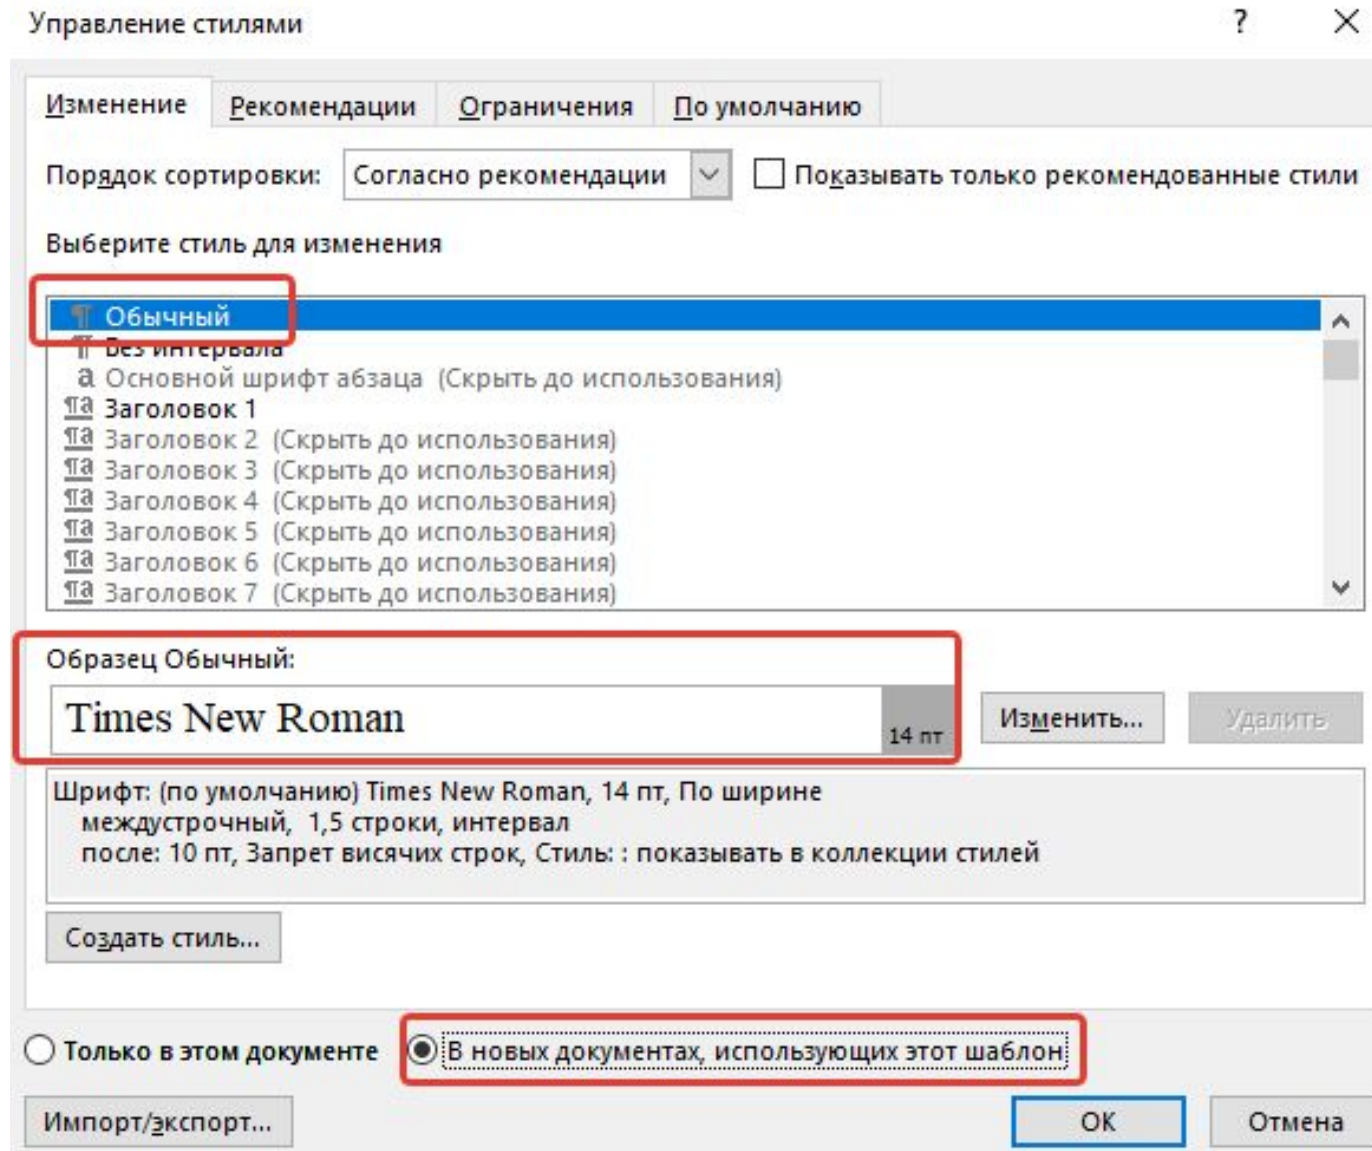 Управление стилями
?
Изменение Рекомендации Ограничения По умолчанию
Порядок сортировки: Согласно рекомендации Показывать только рекомендованные стили
Выберите стиль для изменения
¶ Обычный
¶ Без интервала
a Основной шрифт абзаца (Скрыть до использования)
¶a Заголовок 1
¶a Заголовок 2 (Скрыть до использования)
¶a Заголовок 3 (Скрыть до использования)
¶a Заголовок 4 (Скрыть до использования)
¶a Заголовок 5 (Скрыть до использования)
¶a Заголовок 6 (Скрыть до использования)
¶a Заголовок 7 (Скрыть до использования)
Образец Обычный:
Times New Roman 14 пт Изменить... Удалить
Шрифт: (по умолчанию) Times New Roman, 14 пт, По ширине
междустрочный, 1,5 строки, интервал
после: 10 пт, Запрет висячих строк, Стиль: : показывать в коллекции стилей
Создать стиль...
Только в этом документе В новых документах, использующих этот шаблон
Импорт/экспорт... ОК Отмена